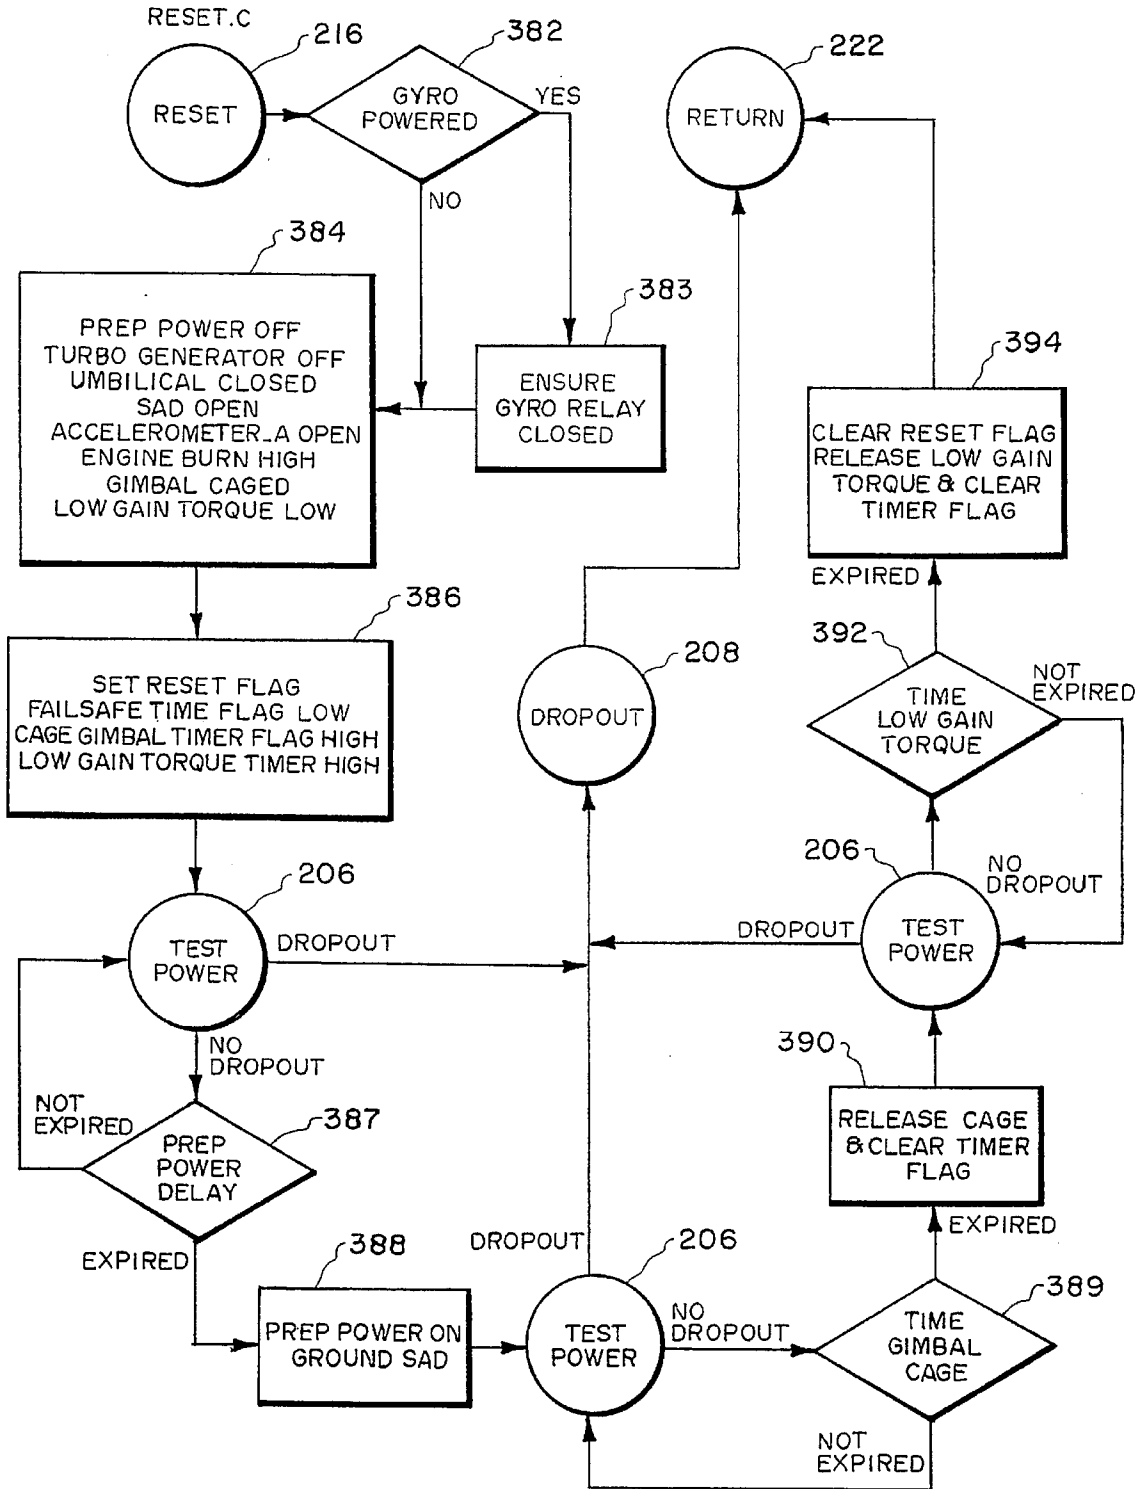 RESET.C
216
RESET
382
GYRO
POWERED
YES
NO
222
RETURN
384
PREP POWER OFF
TURBO GENERATOR OFF
UMBILICAL CLOSED
SAD OPEN
ACCELEROMETER_A OPEN
ENGINE BURN HIGH
GIMBAL CAGED
LOW GAIN TORQUE LOW
383
ENSURE
GYRO RELAY
CLOSED
394
CLEAR RESET FLAG
RELEASE LOW GAIN
TORQUE & CLEAR
TIMER FLAG
EXPIRED
386
SET RESET FLAG
FAILSAFE TIME FLAG LOW
CAGE GIMBAL TIMER FLAG HIGH
LOW GAIN TORQUE TIMER HIGH
208
DROPOUT
392
TIME
LOW GAIN
TORQUE
NOT
EXPIRED
206
TEST
POWER
DROPOUT
NO
DROPOUT
206
TEST
POWER
DROPOUT
NO
DROPOUT
NOT
EXPIRED
387
PREP
POWER
DELAY
EXPIRED
390
RELEASE CAGE
& CLEAR TIMER
FLAG
EXPIRED
388
PREP POWER ON
GROUND SAD
DROPOUT
206
TEST
POWER
NO
DROPOUT
389
TIME
GIMBAL
CAGE
NOT
EXPIRED